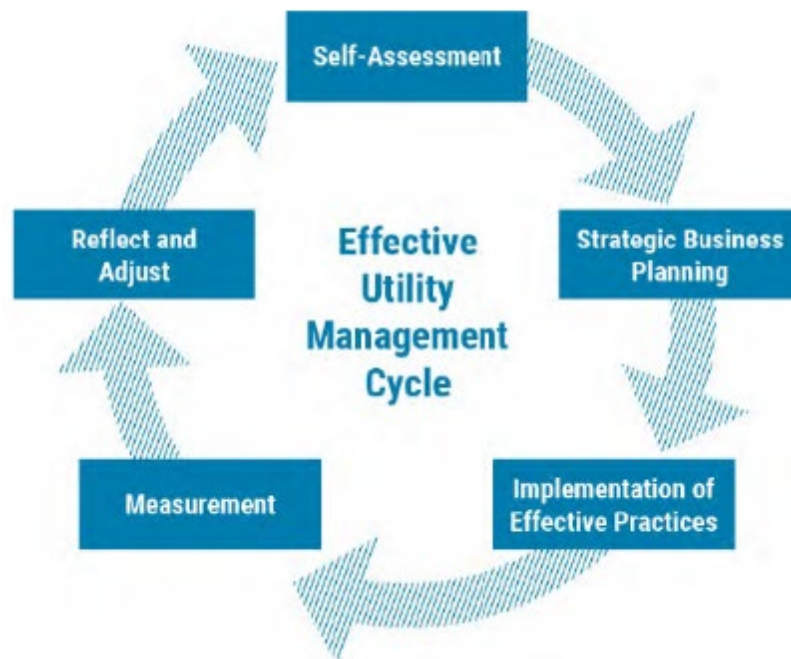 Self-Assessment
Strategic Business
Planning
Implementation of
Effective Practices
Measurement
Reflect and
Adjust
Effective
Utility
Management
Cycle